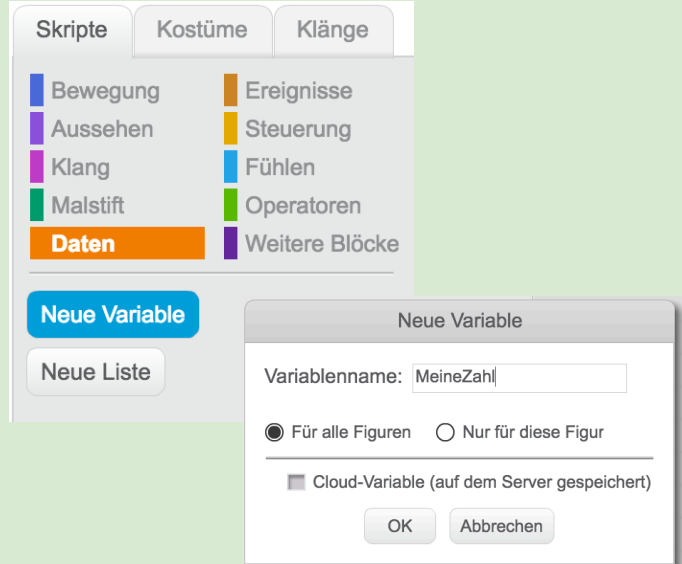 Skripte Kostüme Klänge
Bewegung Ereignisse
Aussehen Steuerung
Klang Fühlen
Malstift Operatoren
Daten Weitere Blöcke
Neue Variable
Neue Liste
Neue Variable
Variablenname: MeineZahl
Für alle Figuren Nur für diese Figur
Cloud-Variable (auf dem Server gespeichert)
OK Abbrechen